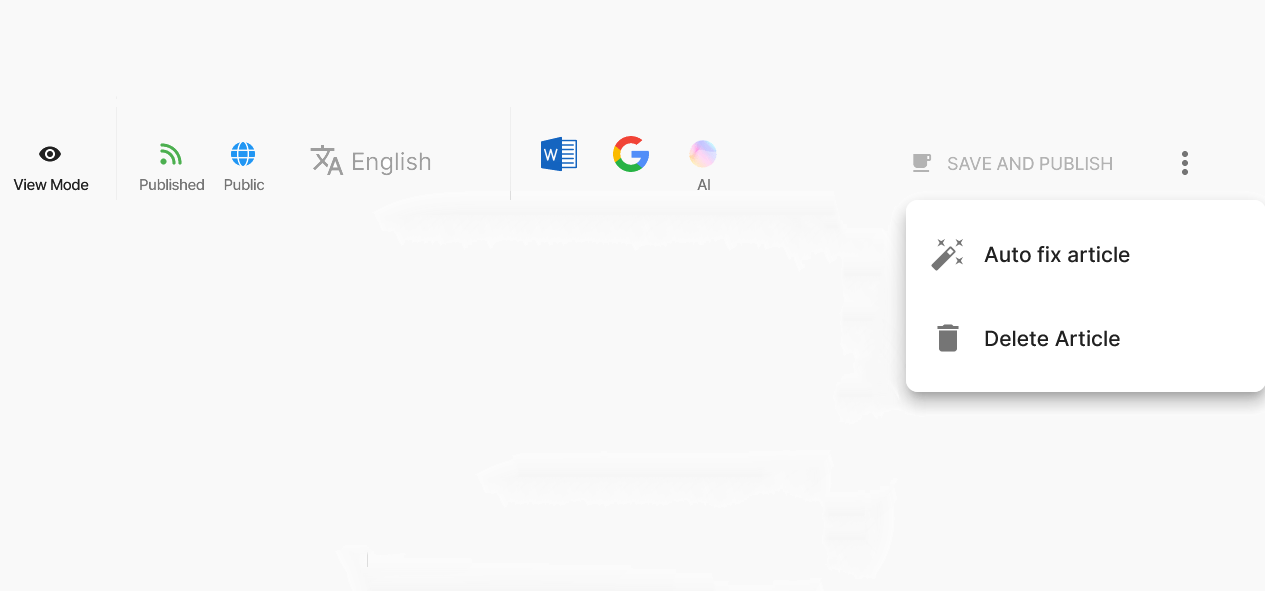 View Mode
Published
Public
English
W
AI
SAVE AND PUBLISH
Auto fix article
Delete Article